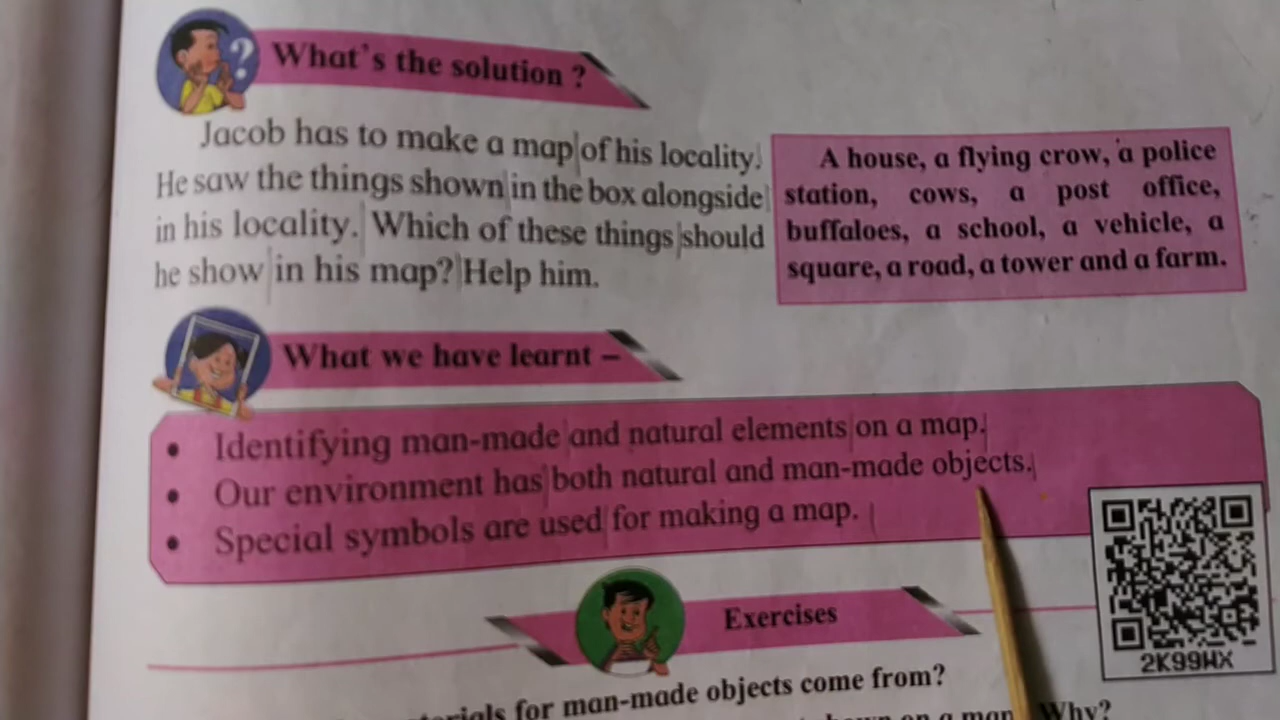 What's the solution ?
Jacob has to make a map of his locality.
He saw the things shown in the box alongside
in his locality. Which of these things should
he show in his map? Help him.
A house, a flying crow, a police
station, cows, a post office,
buffaloes, a school, a vehicle, a
square, a road, a tower and a farm.
What we have learnt –
• Identifying man-made and natural elements on a map.
• Our environment has both natural and man-made objects.
• Special symbols are used for making a map.
2K99WX
Exercises
for man-made objects come from?
on a map Why?